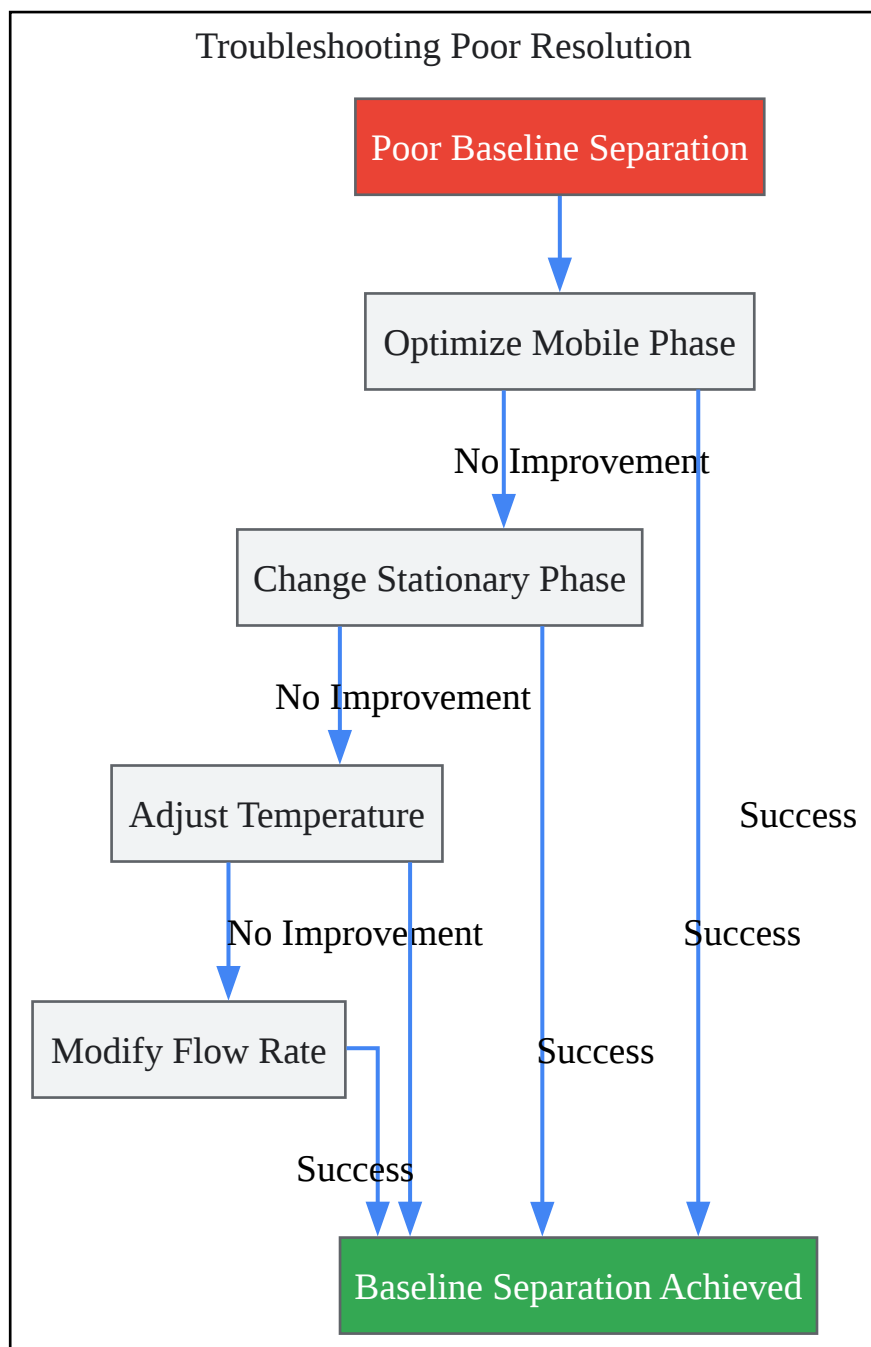 Troubleshooting Poor Resolution
Poor Baseline Separation
Optimize Mobile Phase
No Improvement
Change Stationary Phase
No Improvement
Adjust Temperature
Success
No Improvement
Success
Modify Flow Rate
Success
Success
Baseline Separation Achieved